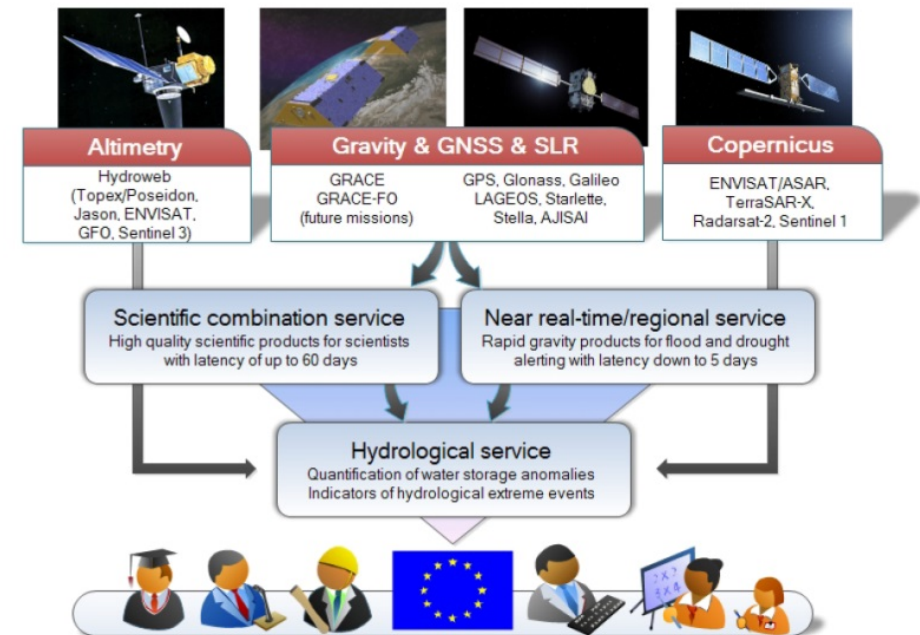 Altimetry
Hydroweb
(Topex/Poseidon,
Jason, ENVISAT,
GFO, Sentinel 3)
Gravity & GNSS & SLR
GRACE
GRACE-FO
(future missions)
GPS, Glonass, Galileo
LAGEOS, Starlette,
Stella, AJISAI
Copernicus
ENVISAT/ASAR,
TerraSAR-X,
Radarsat-2, Sentinel 1
Scientific combination service
High quality scientific products for scientists
with latency of up to 60 days
Near real-time/regional service
Rapid gravity products for flood and drought
alerting with latency down to 5 days
Hydrological service
Quantification of water storage anomalies
Indicators of hydrological extreme events